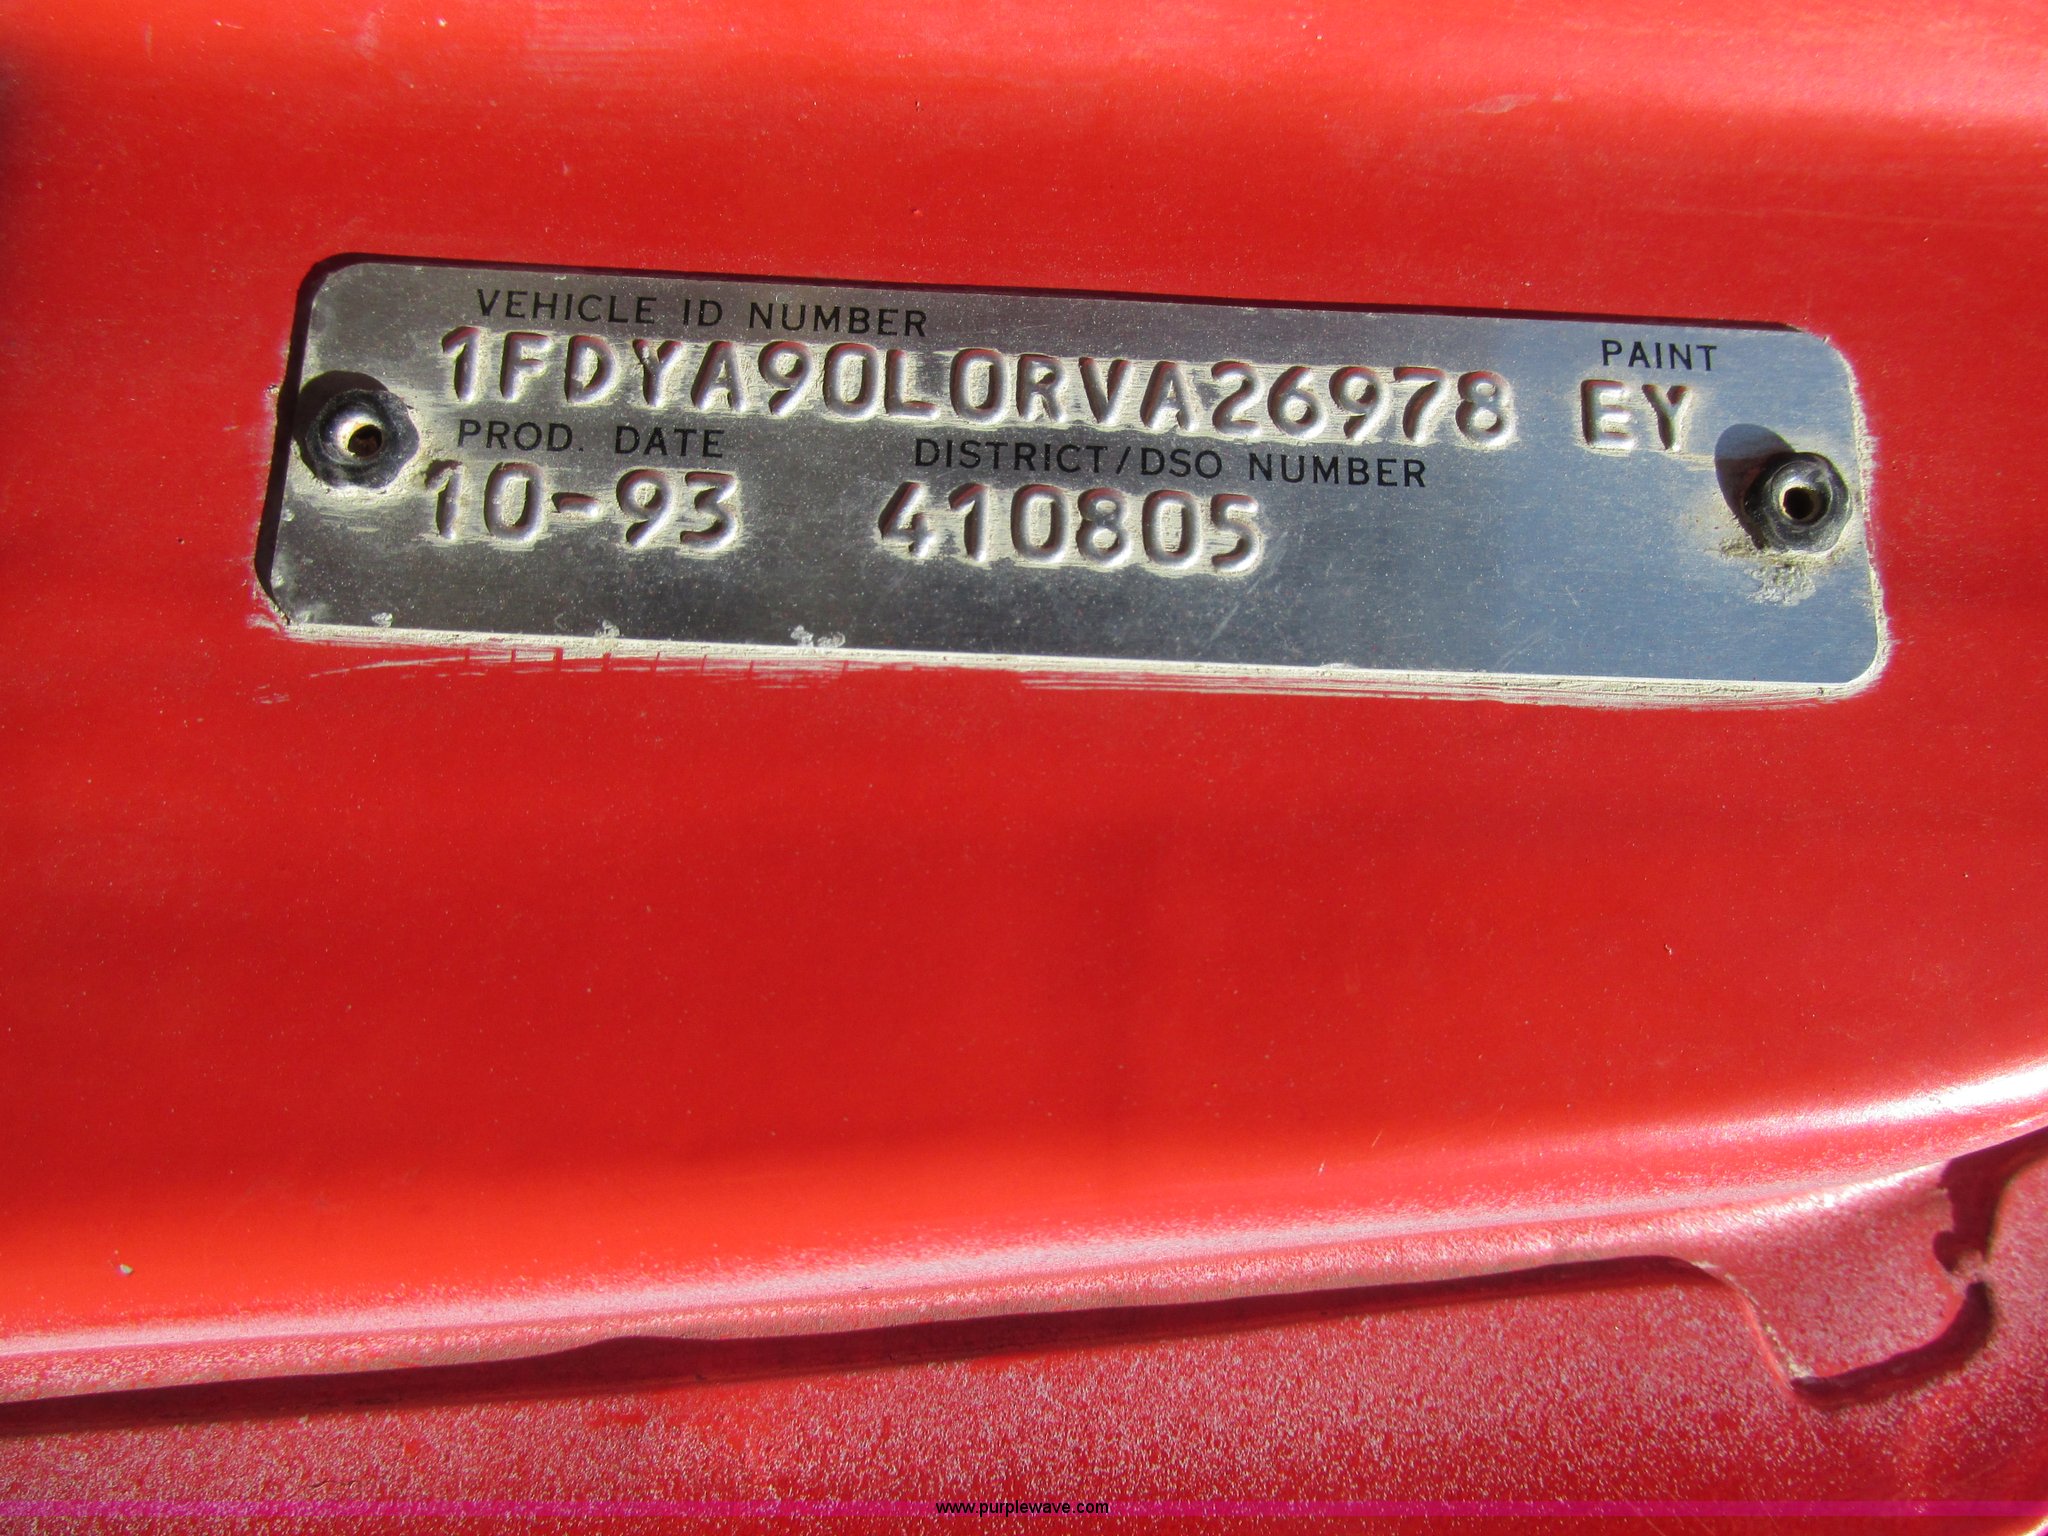 VEHICLE ID NUMBER
PAINT
1FDYA90L0RVA26978 EY
PROD. DATE
DISTRICT/DSO NUMBER
10-93 410805
www.purplewave.com